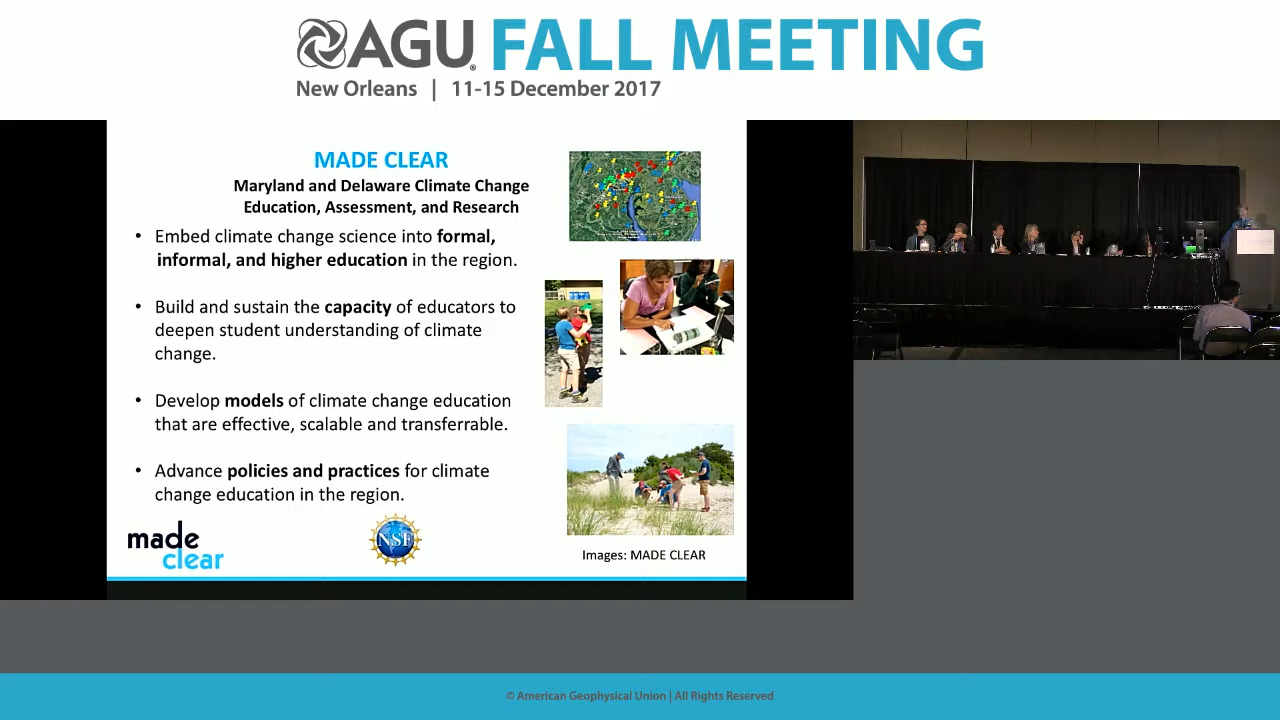 AGU FALL MEETING
New Orleans | 11-15 December 2017
MADE CLEAR
Maryland and Delaware Climate Change
Education, Assessment, and Research
• Embed climate change science into formal,
informal, and higher education in the region.
• Build and sustain the capacity of educators to
deepen student understanding of climate
change.
• Develop models of climate change education
that are effective, scalable and transferrable.
• Advance policies and practices for climate
change education in the region.
made
clear
NSF
Images: MADE CLEAR
© American Geophysical Union | All Rights Reserved